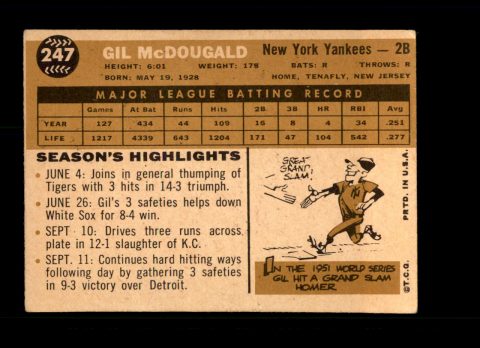 247
GIL McDOUGALD New York Yankees — 2B
HEIGHT: 6:01 WEIGHT: 178 BATS: R THROWS: R
BORN: MAY 19, 1928 HOME, TENAFLY, NEW JERSEY
MAJOR LEAGUE BATTING RECORD
Games At Bat Runs Hits 2B 3B HR RBI Avg.
YEAR 127 434 44 109 16 8 4 34 .251
LIFE 1217 4339 643 1204 171 47 104 542 .277
SEASON'S HIGHLIGHTS
• JUNE 4: Joins in general thumping of
Tigers with 3 hits in 14-3 triumph.
• JUNE 26: Gil's 3 safeties helps down
White Sox for 8-4 win.
• SEPT. 10: Drives three runs across
plate in 12-1 slaughter of K.C.
• SEPT. 11: Continues hard hitting ways
following day by gathering 3 safeties
in 9-3 victory over Detroit.
GREAT
GRAND
SLAM!
NY
IN THE 1951 WORLD SERIES
GIL HIT A GRAND SLAM
HOMER
©T.C.G. PRTD. IN U.S.A.